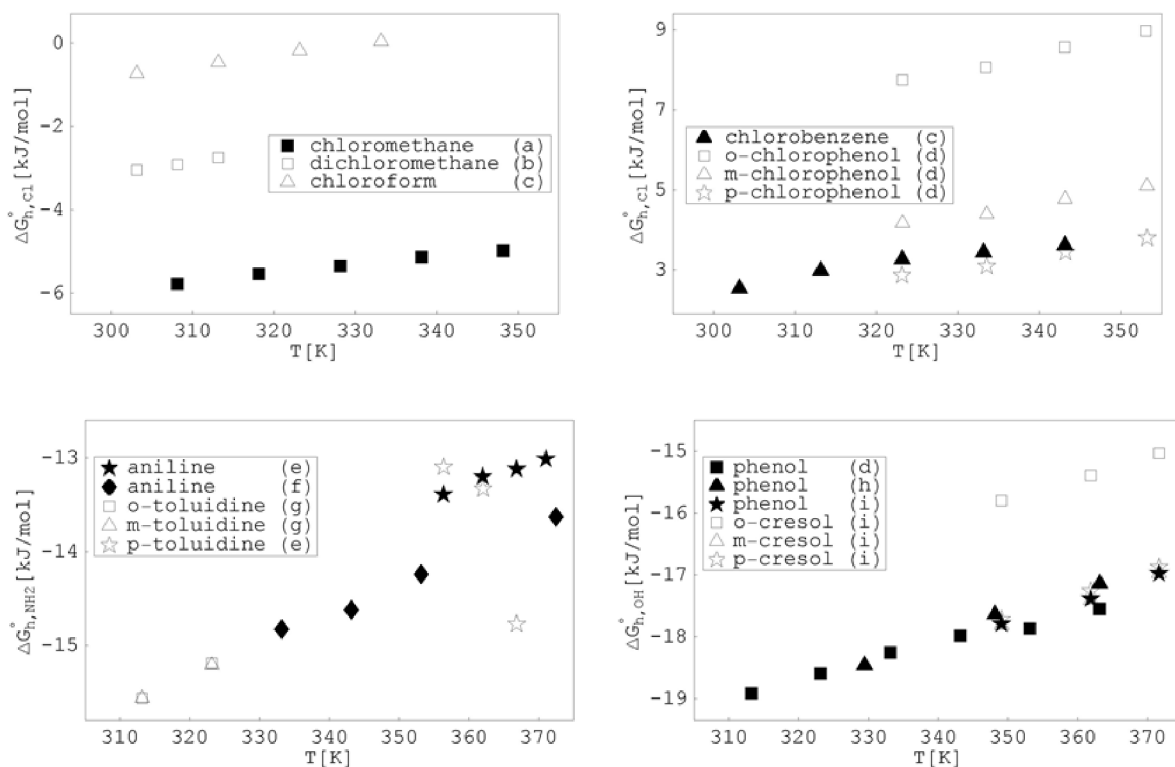 0
-2
-4
-6
ΔG°h,Cl[kJ/mol]
chloromethane (a)
dichloromethane (b)
chloroform (c)
300 310 320 330 340 350
T[K]
9
7
5
3
ΔG°h,Cl[kJ/mol]
chlorobenzene (c)
o-chlorophenol (d)
m-chlorophenol (d)
p-chlorophenol (d)
300 310 320 330 340 350
T[K]
-13
-14
-15
ΔG°h,NH2[kJ/mol]
aniline (e)
aniline (f)
o-toluidine (g)
m-toluidine (g)
p-toluidine (e)
310 320 330 340 350 360 370
T[K]
-15
-16
-17
-18
-19
ΔG°h,OH[kJ/mol]
phenol (d)
phenol (h)
phenol (i)
o-cresol (i)
m-cresol (i)
p-cresol (i)
310 320 330 340 350 360 370
T[K]